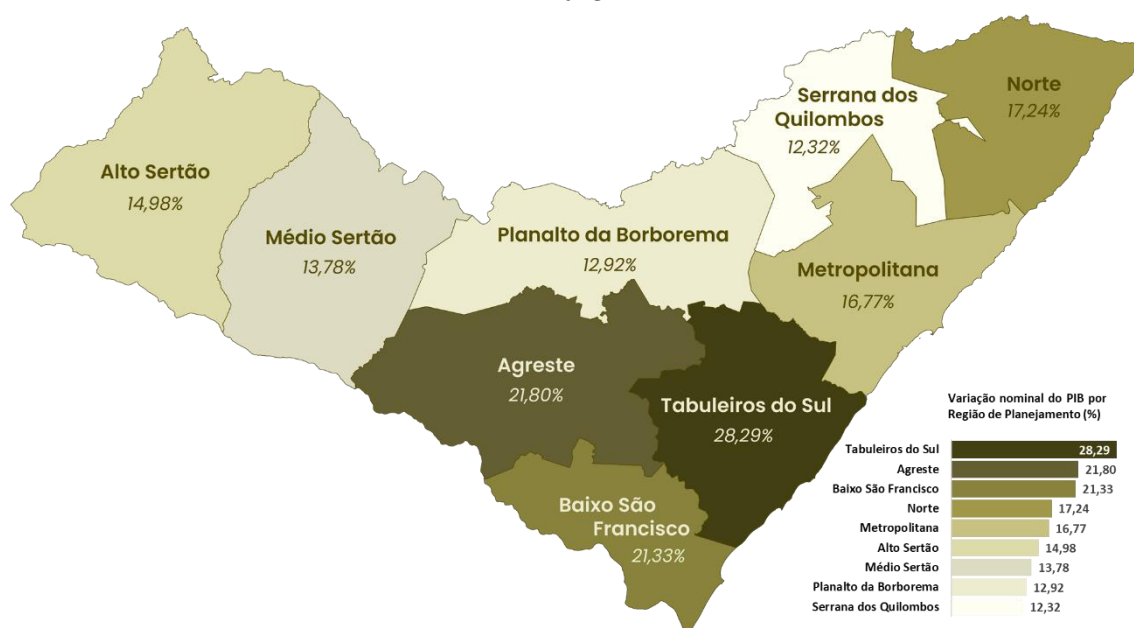 Serrana dos
Quilombos
12,32%
Norte
17,24%
Alto Sertão
14,98%
Médio Sertão
13,78%
Planalto da Borborema
12,92%
Metropolitana
16,77%
Agreste
21,80%
Tabuleiros do Sul
28,29%
Baixo São
Francisco
21,33%
Variação nominal do PIB por
Região de Planejamento (%)
Tabuleiros do Sul 28,29
Agreste 21,80
Baixo São Francisco 21,33
Norte 17,24
Metropolitana 16,77
Alto Sertão 14,98
Médio Sertão 13,78
Planalto da Borborema 12,92
Serrana dos Quilombos 12,32